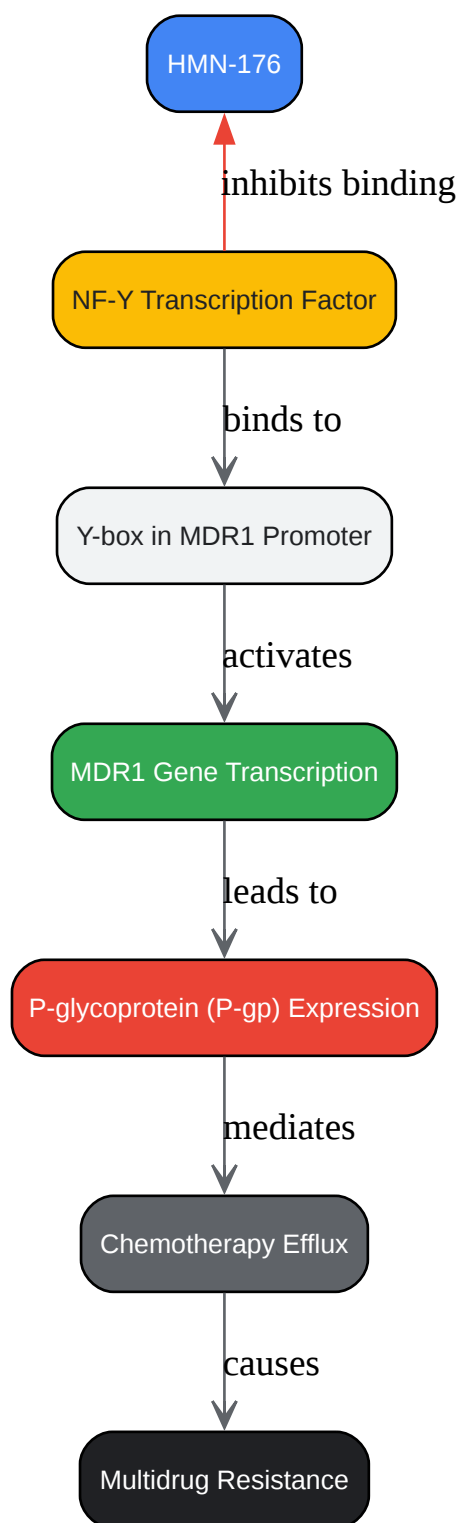 HMN-176
inhibits binding
NF-Y Transcription Factor
binds to
Y-box in MDR1 Promoter
activates
MDR1 Gene Transcription
leads to
P-glycoprotein (P-gp) Expression
mediates
Chemotherapy Efflux
causes
Multidrug Resistance